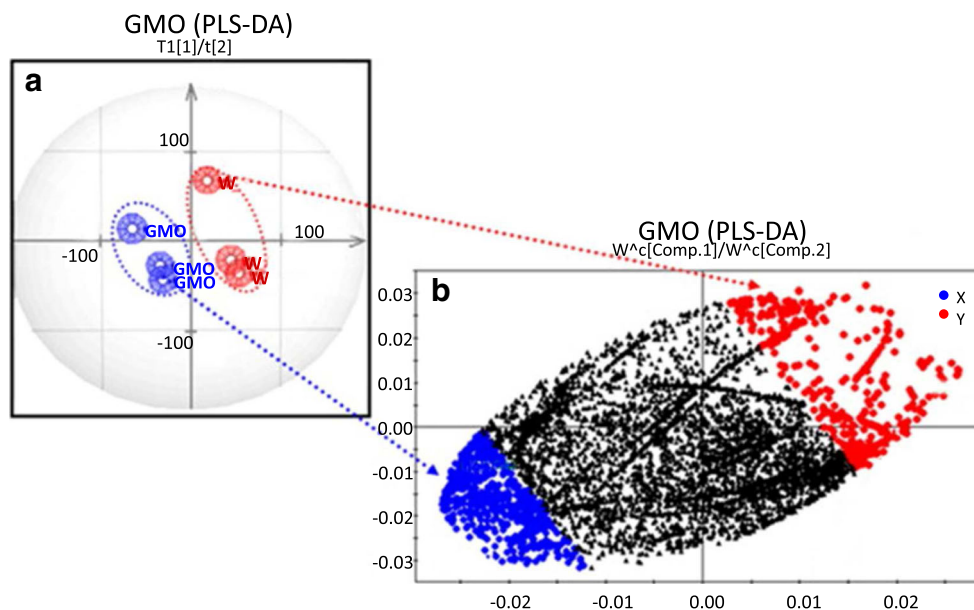 GMO (PLS-DA)
T1[1]/t[2]
a
100
W
GMO
100
-100
W
GMO
W
GMO
-100
GMO (PLS-DA)
W^c[Comp.1]/W^c[Comp.2]
b
0.03
X
Y
0.02
0.01
0.00
-0.01
-0.02
-0.03
-0.02
-0.01
0.00
0.01
0.02